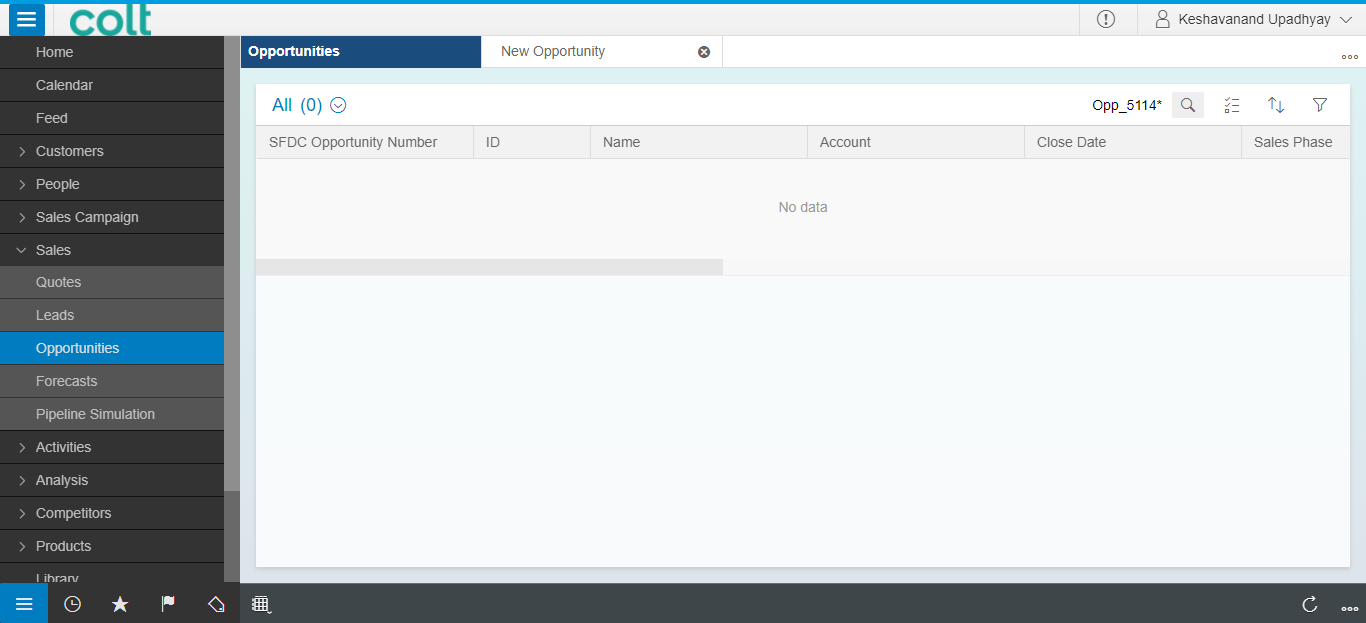 colt
Keshavanand Upadhyay
Home
Calendar
Feed
Customers
People
Sales Campaign
Sales
Quotes
Leads
Opportunities
Forecasts
Pipeline Simulation
Activities
Analysis
Competitors
Products
Library
Opportunities New Opportunity
All (0) Opp_5114*
SFDC Opportunity Number ID Name Account Close Date Sales Phase
No data